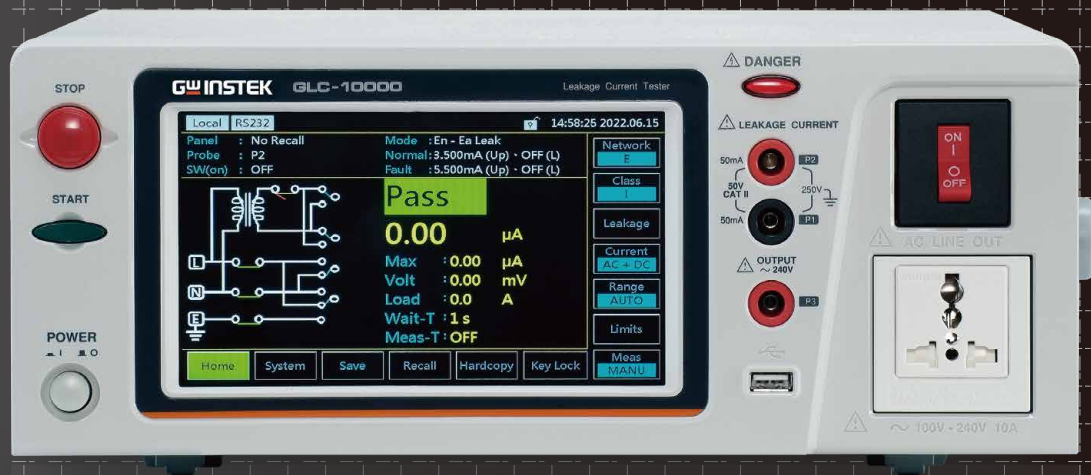 STOP
START
POWER
I O
GW INSTEK GLC-10000 Leakage Current Tester
Local RS232 14:58:25 2022.06.15
Panel : No Recall
Probe : P2
SW(on) : OFF
Mode : En - Ea Leak
Normal : 3.500mA (Up) - OFF (L)
Fault : 5.500mA (Up) - OFF (L)
Pass
0.00 μA
Max : 0.00 μA
Volt : 0.00 mV
Load : 0.0 A
Wait-T : 1 s
Meas-T : OFF
L
N
E
Network
E
Class
I
Leakage
Current
AC + DC
Range
AUTO
Limits
Meas
MANU
Home System Save Recall Hardcopy Key Lock
DANGER
LEAKAGE CURRENT
50mA P2
50V
CAT II
250V
50mA P1
OUTPUT
~ 240V
P3
ON
I
O
OFF
AC LINE OUT
~ 100V - 240V 10A